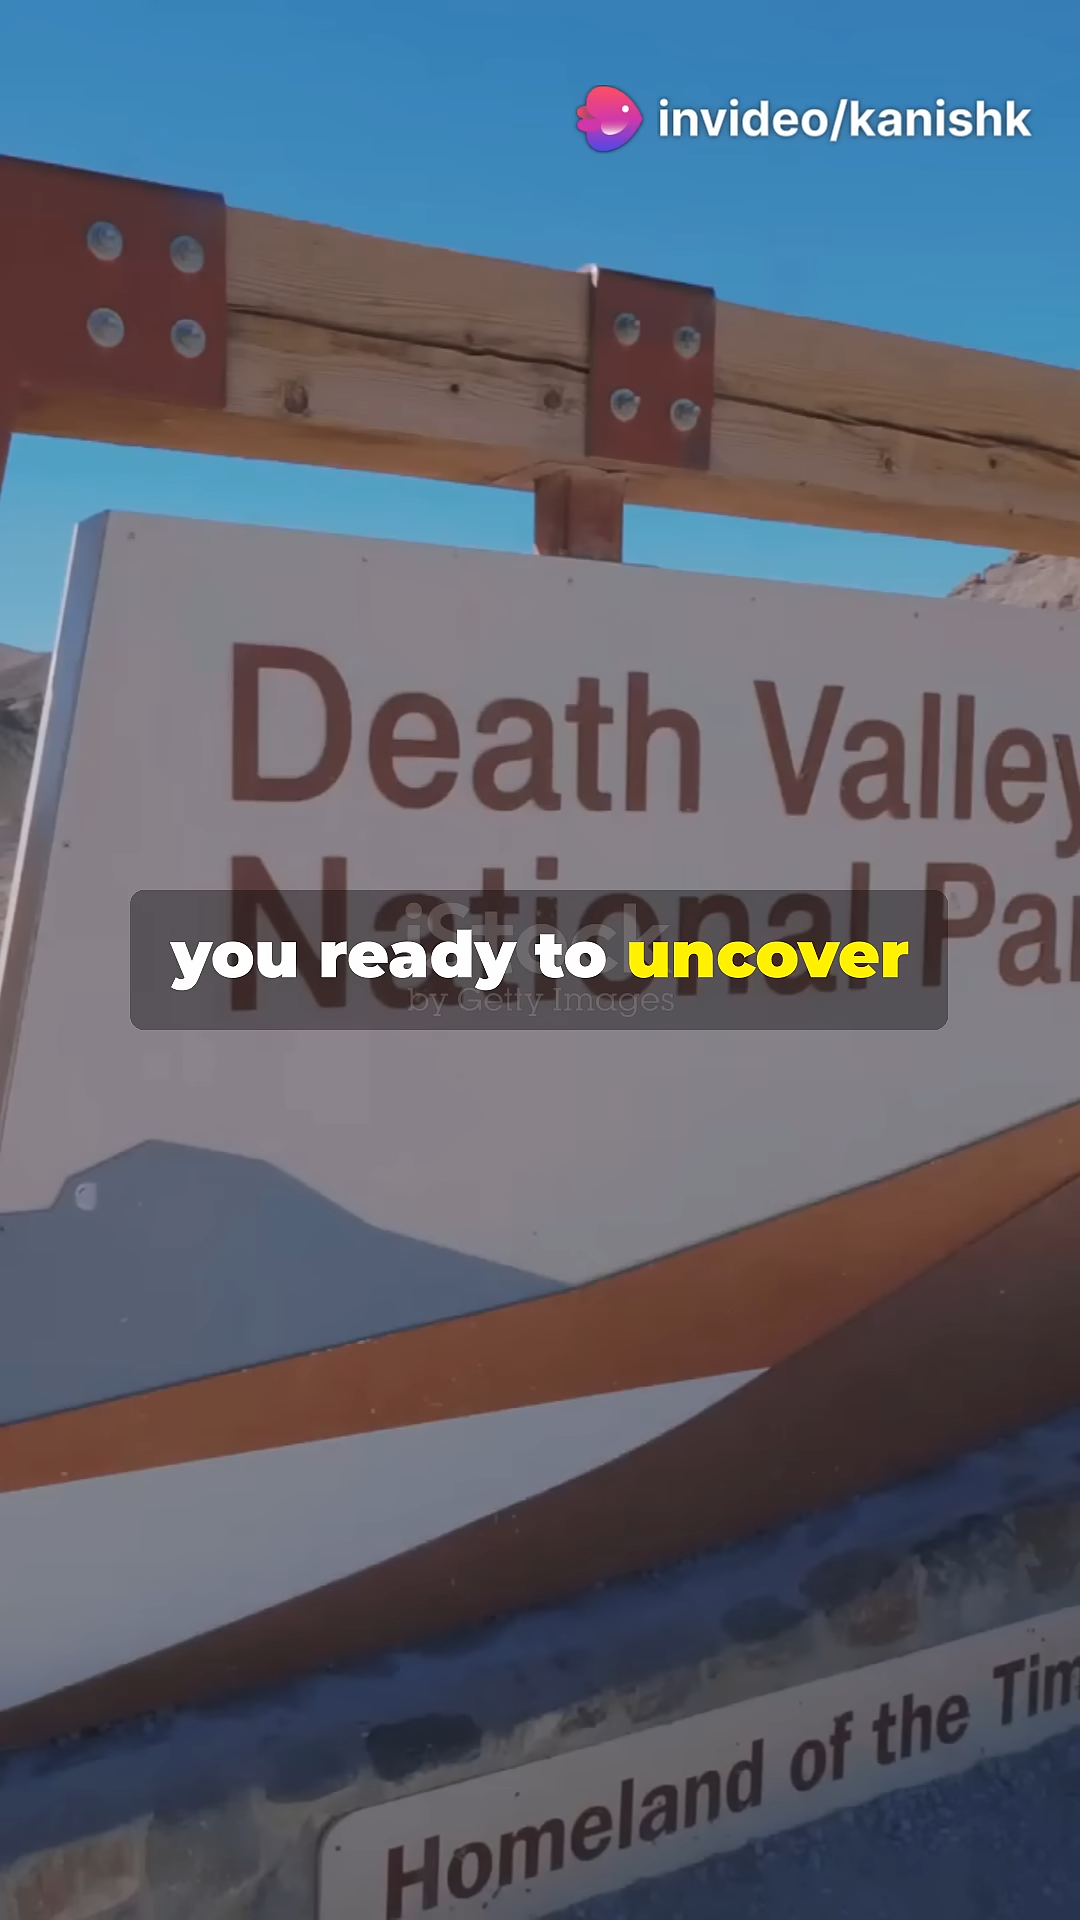 invideo/kanishk
Death Valley
National Par
iStock
you ready to uncover
by Getty Images
Homeland of the Tim